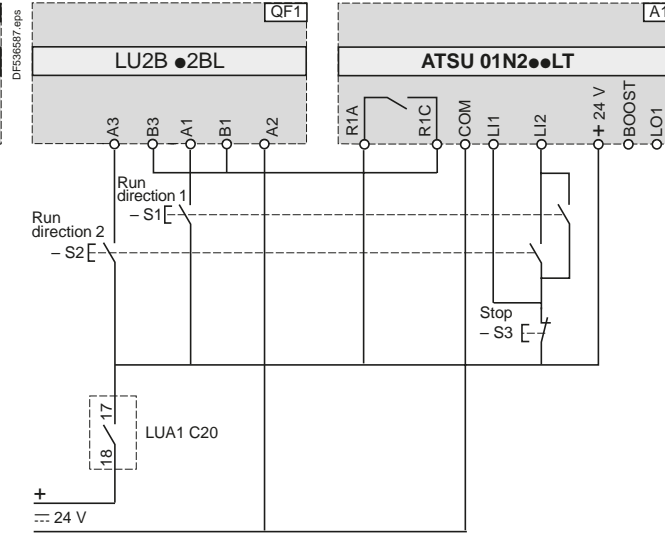 DF536587.eps
QF1
A1
LU2B ●2BL
ATSU 01N2●●LT
A3
B3
A1
B1
A2
R1A
R1C
COM
LI1
LI2
+ 24 V
BOOST
LO1
Run
direction 1
– S1
Run
direction 2
– S2
Stop
– S3
17
18
LUA1 C20
+
24 V